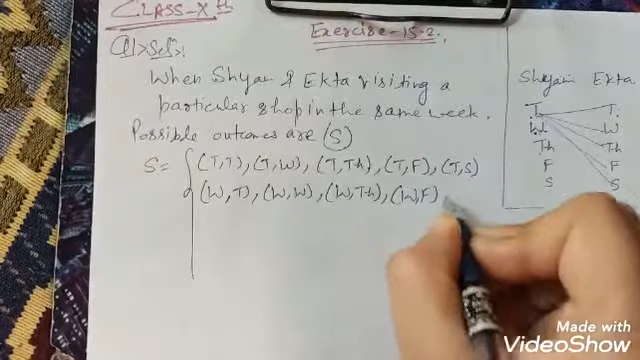 CLASS-Xth
Exercise-15.2.
Q1>Soln:
When Shyam & Ekta visiting a
particular shop in the same week.
Possible outcomes are (S)
S= (T,T), (T,W), (T,Th), (T,F), (T,S)
(W,T), (W,W), (W,Th), (W,F)
Shyam Ekta
T. T.
W W
Th Th
F F
S S
Made with
VideoShow